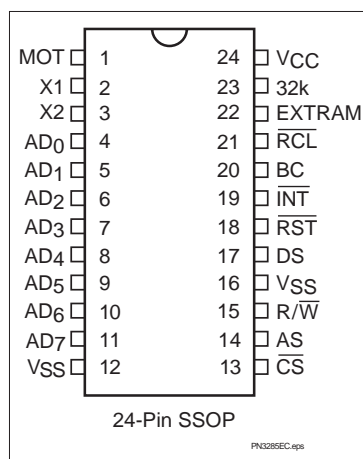 MOT 1 24 VCC
X1 2 23 32k
X2 3 22 EXTRAM
AD0 4 21 RCL
AD1 5 20 BC
AD2 6 19 INT
AD3 7 18 RST
AD4 8 17 DS
AD5 9 16 VSS
AD6 10 15 R/W
AD7 11 14 AS
VSS 12 13 CS
24-Pin SSOP
PN3285EC.eps